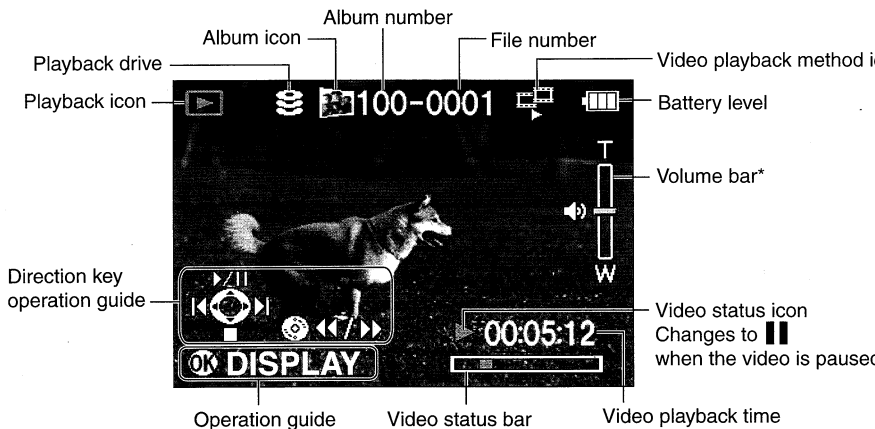 Album number
Album icon
File number
Playback drive
Video playback method
Playback icon
100-0001
Battery level
T
Volume bar*
W
Direction key
operation guide
Video status icon
00:05:12
Changes to
when the video is paused
OK DISPLAY
Operation guide
Video status bar
Video playback time